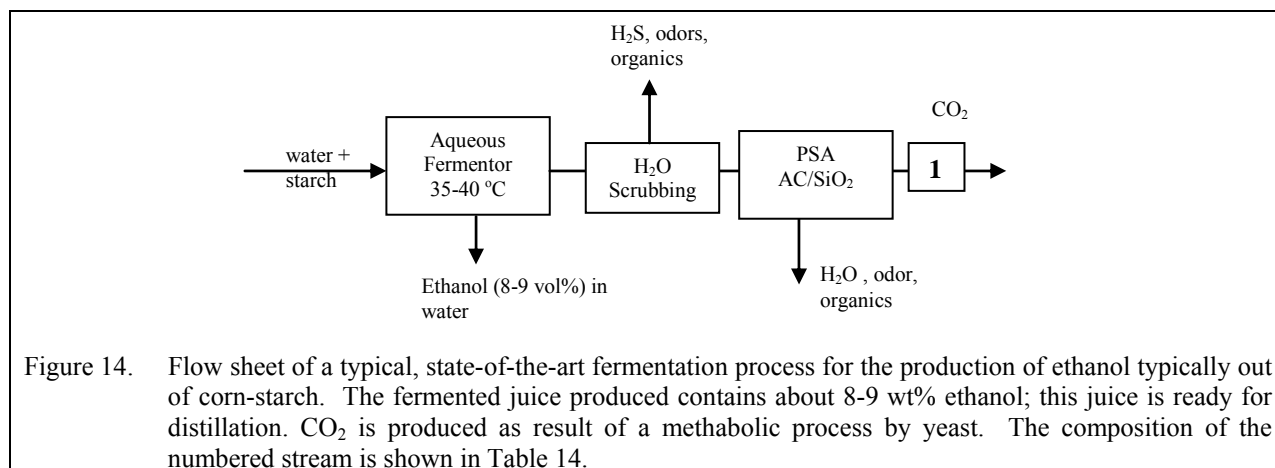 H₂S, odors,
organics
CO₂
water +
starch
Aqueous
Fermentor
35-40 ºC
H₂O
Scrubbing
PSA
AC/SiO₂
1
Ethanol (8-9 vol%) in
water
H₂O , odor,
organics
Figure 14. Flow sheet of a typical, state-of-the-art fermentation process for the production of ethanol typically out
of corn-starch. The fermented juice produced contains about 8-9 wt% ethanol; this juice is ready for
distillation. CO₂ is produced as result of a methabolic process by yeast. The composition of the
numbered stream is shown in Table 14.